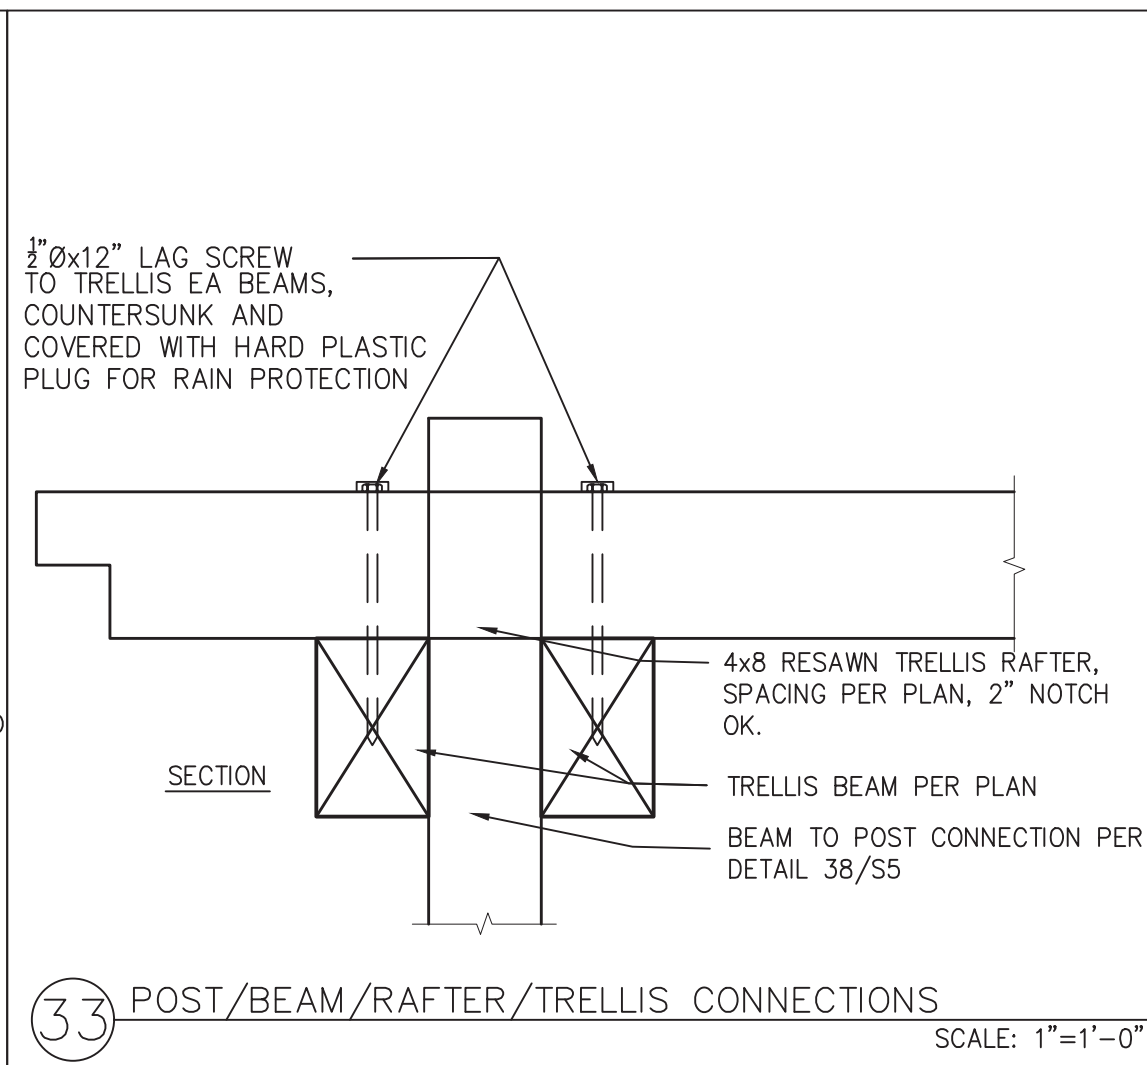 ½"Øx12" LAG SCREW
TO TRELLIS EA BEAMS,
COUNTERSUNK AND
COVERED WITH HARD PLASTIC
PLUG FOR RAIN PROTECTION
4x8 RESAWN TRELLIS RAFTER,
SPACING PER PLAN, 2" NOTCH
OK.
SECTION
TRELLIS BEAM PER PLAN
BEAM TO POST CONNECTION PER
DETAIL 38/S5
33 POST/BEAM/RAFTER/TRELLIS CONNECTIONS
SCALE: 1"=1'-0"